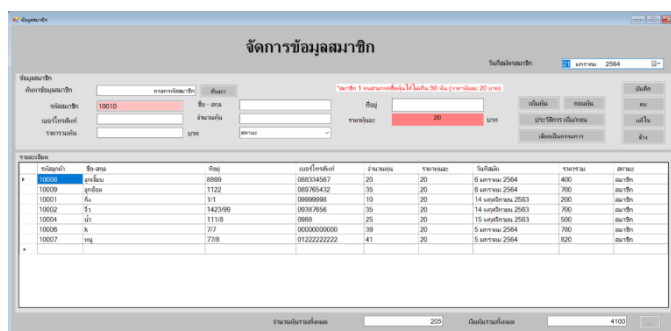 ข้อมูลสมาชิก
จัดการข้อมูลสมาชิก
วันที่สมัครสมาชิก 21 มกราคม 2564
ข้อมูลสมาชิก
ค้นหาข้อมูลสมาชิก กรอกรหัสสมาชิก ค้นหา *สมาชิก 1 คนสามารถซื้อหุ้นได้ไม่เกิน 50 หุ้น (ราคาหุ้นละ 20 บาท) บันทึก
รหัสสมาชิก 10010 ชื่อ - สกุล ที่อยู่ เพิ่มหุ้น ถอนหุ้น ลบ
เบอร์โทรศัพท์ จำนวนหุ้น ราคาหุ้นละ 20 บาท ประวัติการ เพิ่ม/ถอน แก้ไข
ราคารวมหุ้น บาท สถานะ เลือกเป็นกรรมการ ล้าง
รายละเอียด
รหัสลูกค้า ชื่อ-สกุล ที่อยู่ เบอร์โทรศัพท์ จำนวนหุ้น ราคาหุ้นละ วันที่สมัคร ราคารวม สถานะ
10008 ลูกเจี๊ยบ 8869 088334567 20 20 6 มกราคม 2564 400 สมาชิก
10009 ลูกอ๊อด 1122 089765432 35 20 6 มกราคม 2564 700 สมาชิก
10001 กิ่ง 1/1 09999998 10 20 14 พฤศจิกายน 2563 200 สมาชิก
10002 วิว 1423/99 09387656 35 20 14 พฤศจิกายน 2563 700 สมาชิก
10004 น้ำ 111/8 0988 25 20 15 พฤศจิกายน 2563 500 สมาชิก
10006 k 7/7 00000000000 39 20 5 มกราคม 2564 780 สมาชิก
10007 หนู 77/8 01222222222 41 20 5 มกราคม 2564 820 สมาชิก
จำนวนหุ้นรวมทั้งหมด 205 เงินหุ้นรวมทั้งหมด 4100 ...